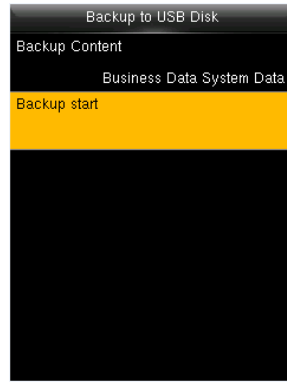 Backup to USB Disk
Backup Content
Business Data System Data
Backup start